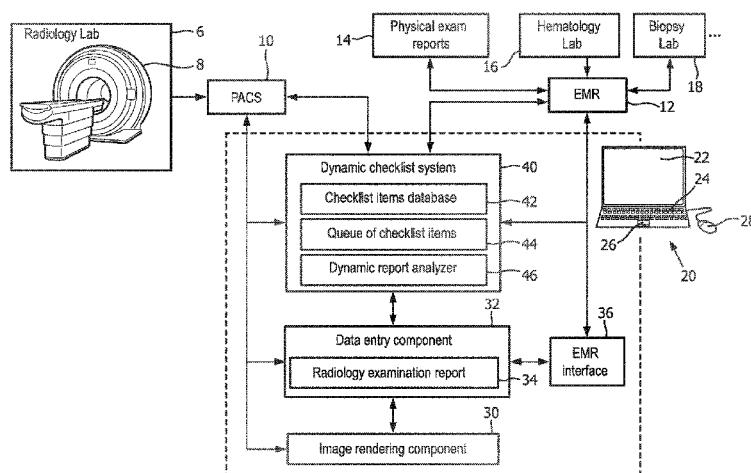 Radiology Lab
6
8
10
PACS
14
Physical exam
reports
Hematology
Lab
16
Biopsy
Lab
...
18
EMR
12
Dynamic checklist system
40
Checklist items database
42
Queue of checklist items
44
Dynamic report analyzer
46
22
24
26
28
20
32
Data entry component
Radiology examination report
34
36
EMR
interface
30
Image rendering component